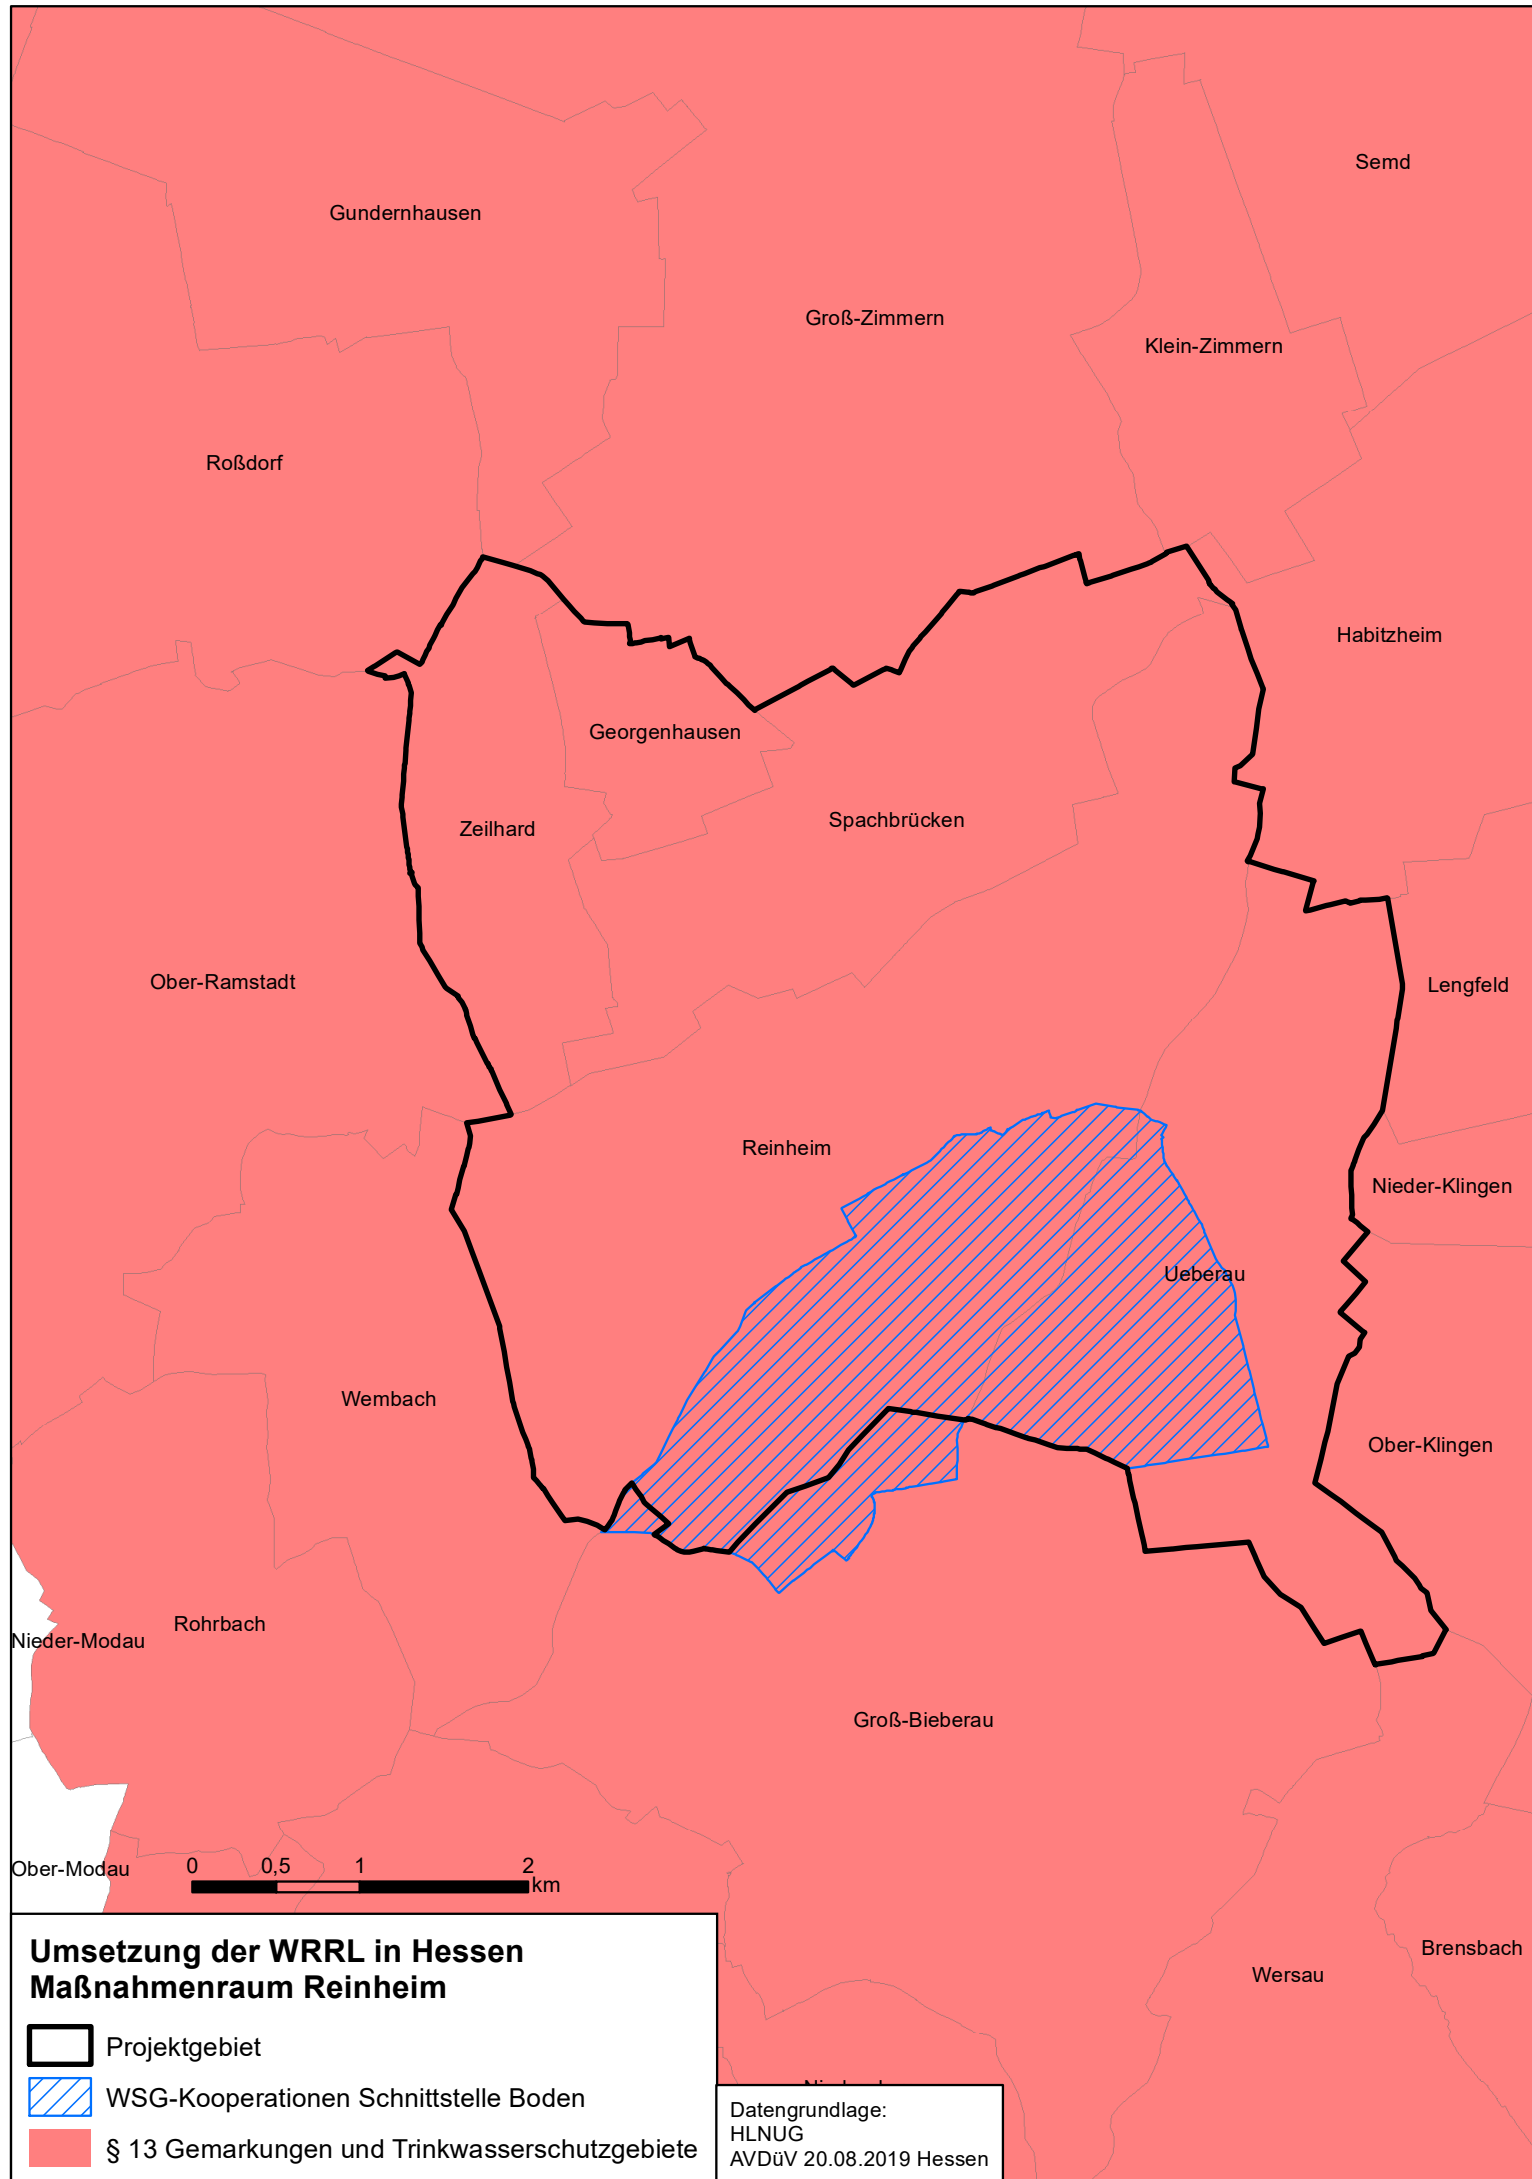 Semd
Gundernhausen
Groß-Zimmern
Klein-Zimmern
Roßdorf
Habitzheim
Georgenhausen
Spachbrücken
Zeilhard
Ober-Ramstadt
Lengfeld
Reinheim
Nieder-Klingen
Ueberau
Wembach
Ober-Klingen
Rohrbach
Nieder-Modau
Groß-Bieberau
Ober-Modau
0 0,5 1 2
km
Brensbach
Wersau
Umsetzung der WRRL in Hessen
Maßnahmenraum Reinheim
Projektgebiet
WSG-Kooperationen Schnittstelle Boden
§ 13 Gemarkungen und Trinkwasserschutzgebiete
Datengrundlage:
HLNUG
AVDüV 20.08.2019 Hessen